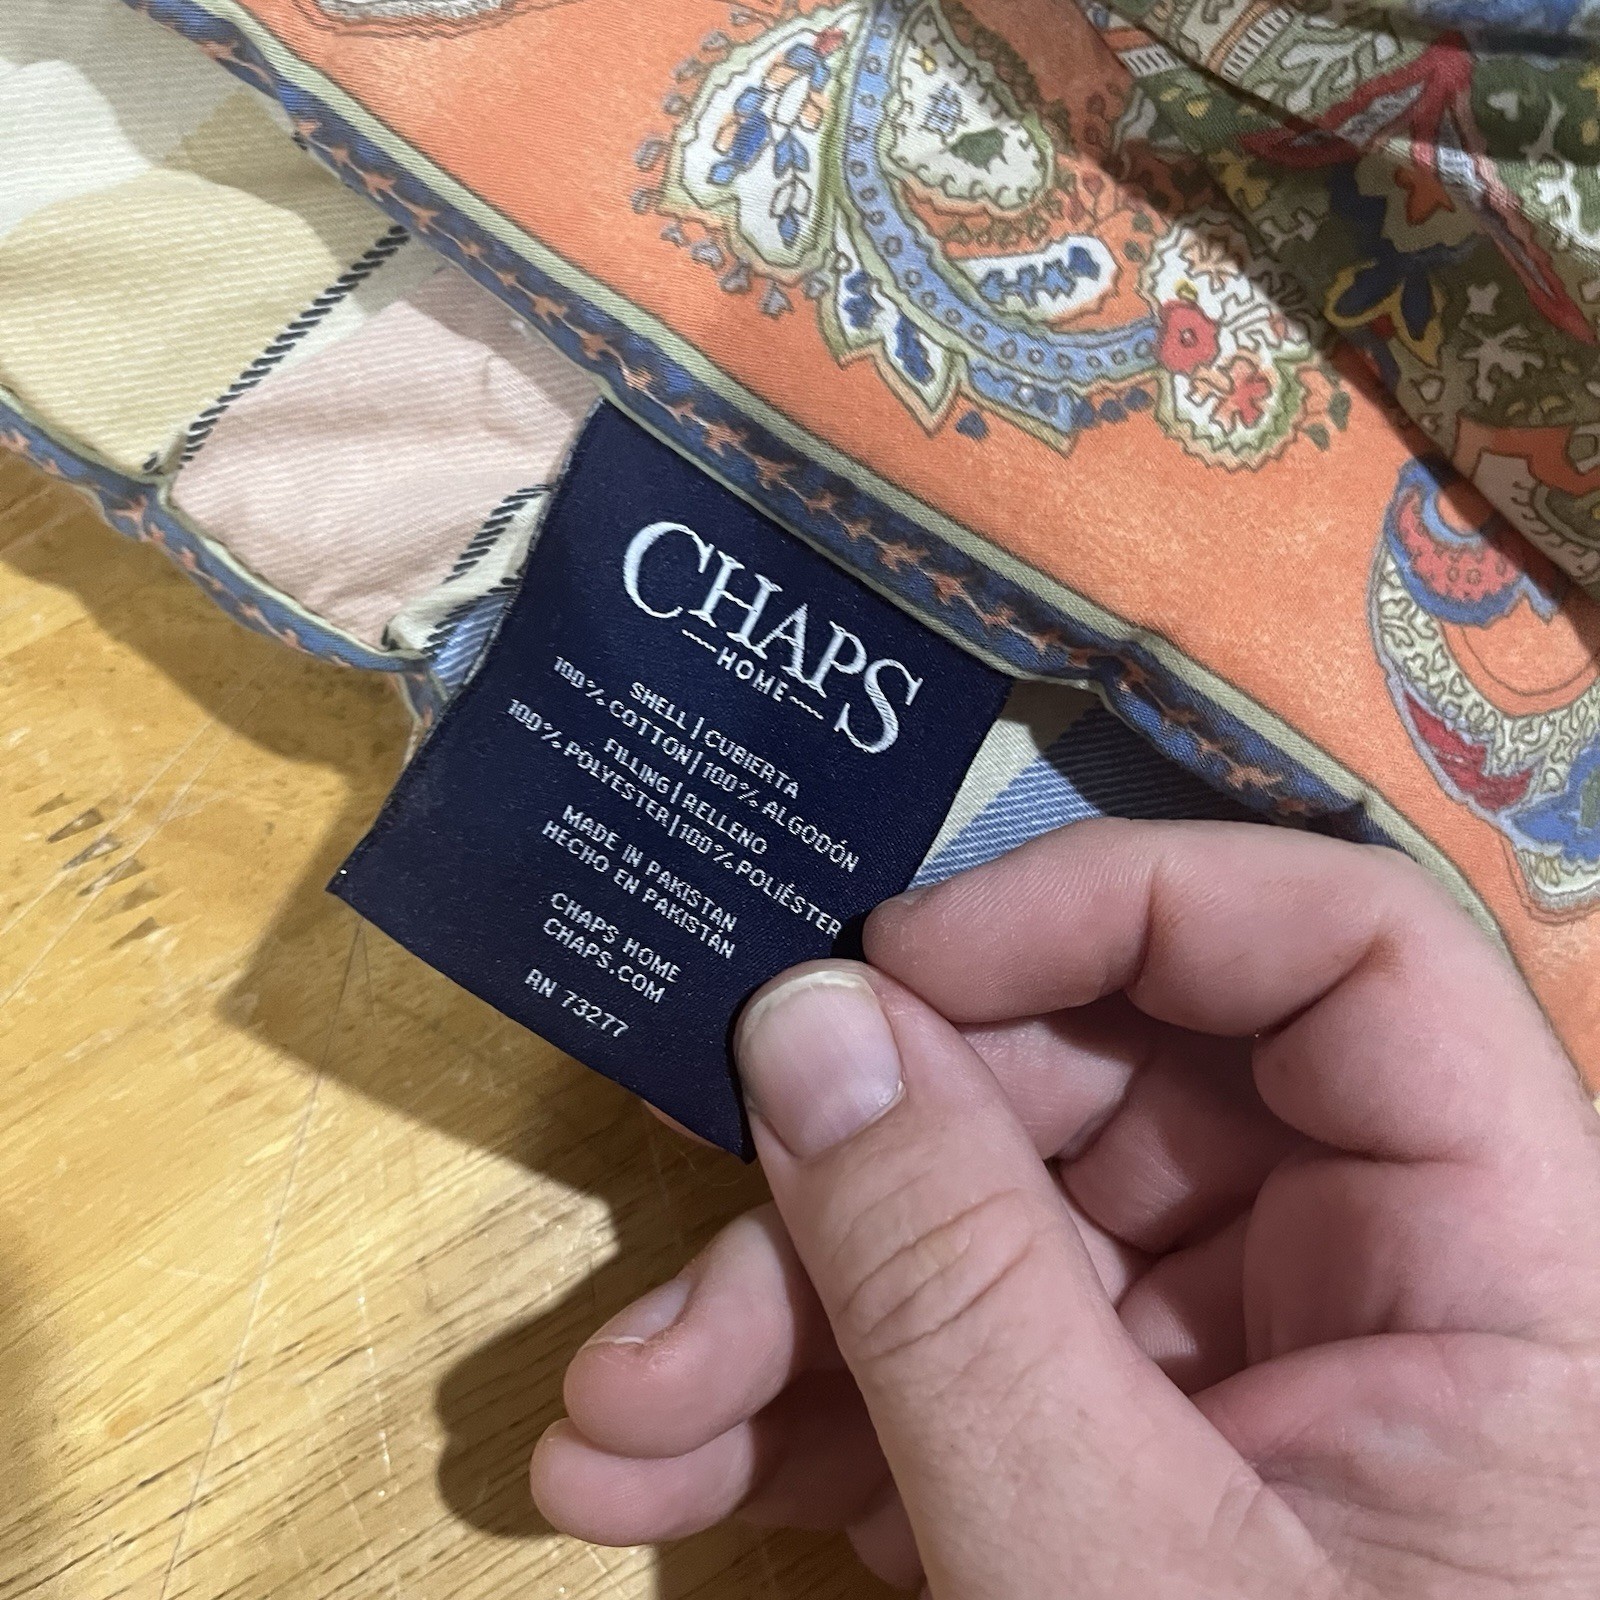 CHAPS
HOME
SHELL | CUBIERTA
100% COTTON | 100% ALGODÓN
FILLING | RELLENO
100% POLYESTER | 100% POLIÉSTER
MADE IN PAKISTAN
HECHO EN PAKISTÁN
CHAPS HOME
CHAPS.COM
RN 73277